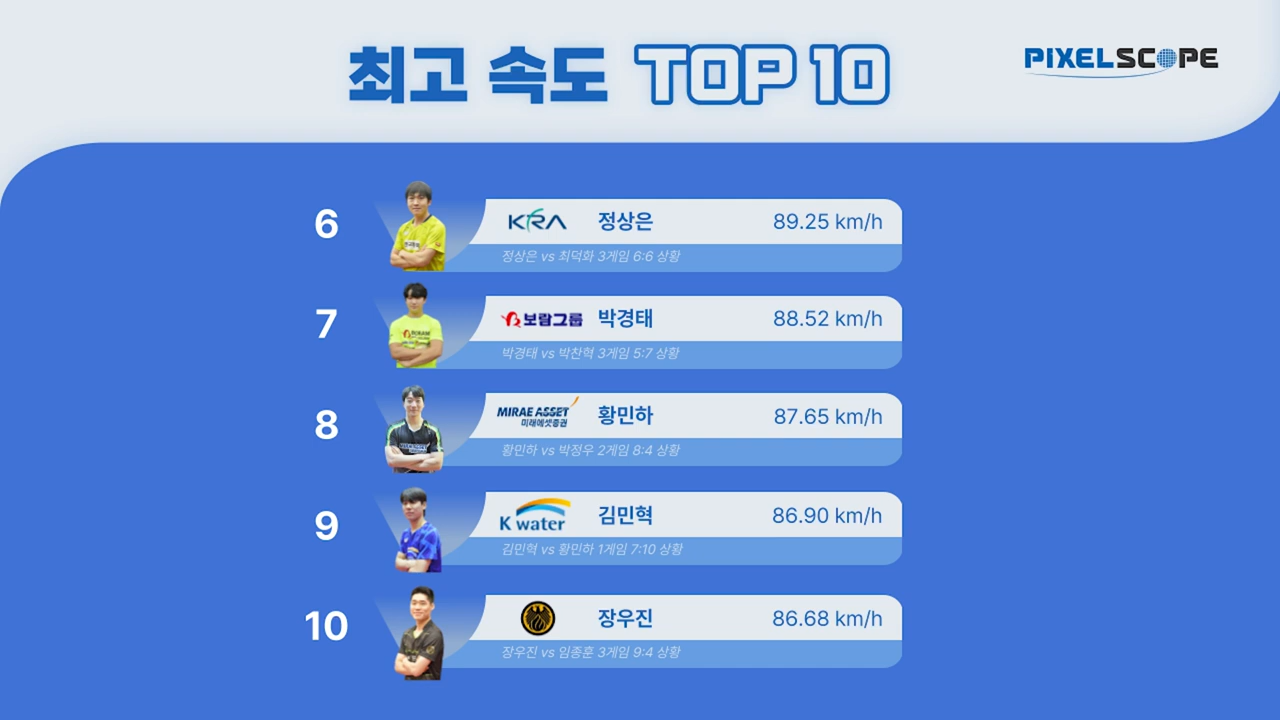 최고 속도 TOP 10
PIXELSCOPE
6
KRA 정상은 89.25 km/h
정상은 vs 최덕화 3게임 6:6 상황
7
보람그룹 박경태 88.52 km/h
박경태 vs 박찬혁 3게임 5:7 상황
8
MIRAE ASSET
미래에셋증권
황민하 87.65 km/h
황민하 vs 박정우 2게임 8:4 상황
9
K water 김민혁 86.90 km/h
김민혁 vs 황민하 1게임 7:10 상황
10
장우진 86.68 km/h
장우진 vs 임종훈 3게임 9:4 상황